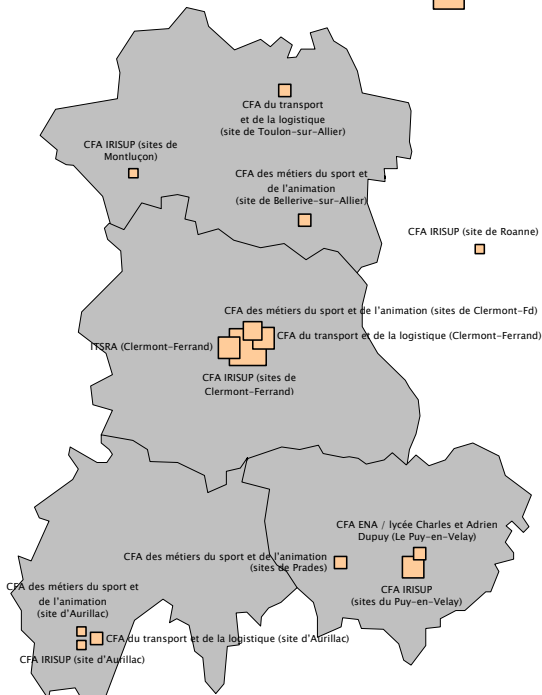 CFA du transport
et de la logistique
(site de Toulon-sur-Allier)
CFA IRISUP (sites de
Montluçon)
CFA des métiers du sport et
de l'animation
(site de Bellerive-sur-Allier)
CFA IRISUP (site de Roanne)
CFA des métiers du sport et de l'animation (sites de Clermont-Fd)
CFA du transport et de la logistique (Clermont-Ferrand)
ITSRA (Clermont-Ferrand)
CFA IRISUP (sites de
Clermont-Ferrand)
CFA ENA / lycée Charles et Adrien
Dupuy (Le Puy-en-Velay)
CFA des métiers du sport et de l'animation
(sites de Prades)
CFA IRISUP
(sites du Puy-en-Velay)
CFA des métiers du sport et
de l'animation
(site d'Aurillac)
CFA du transport et de la logistique (site d'Aurillac)
CFA IRISUP (site d'Aurillac)